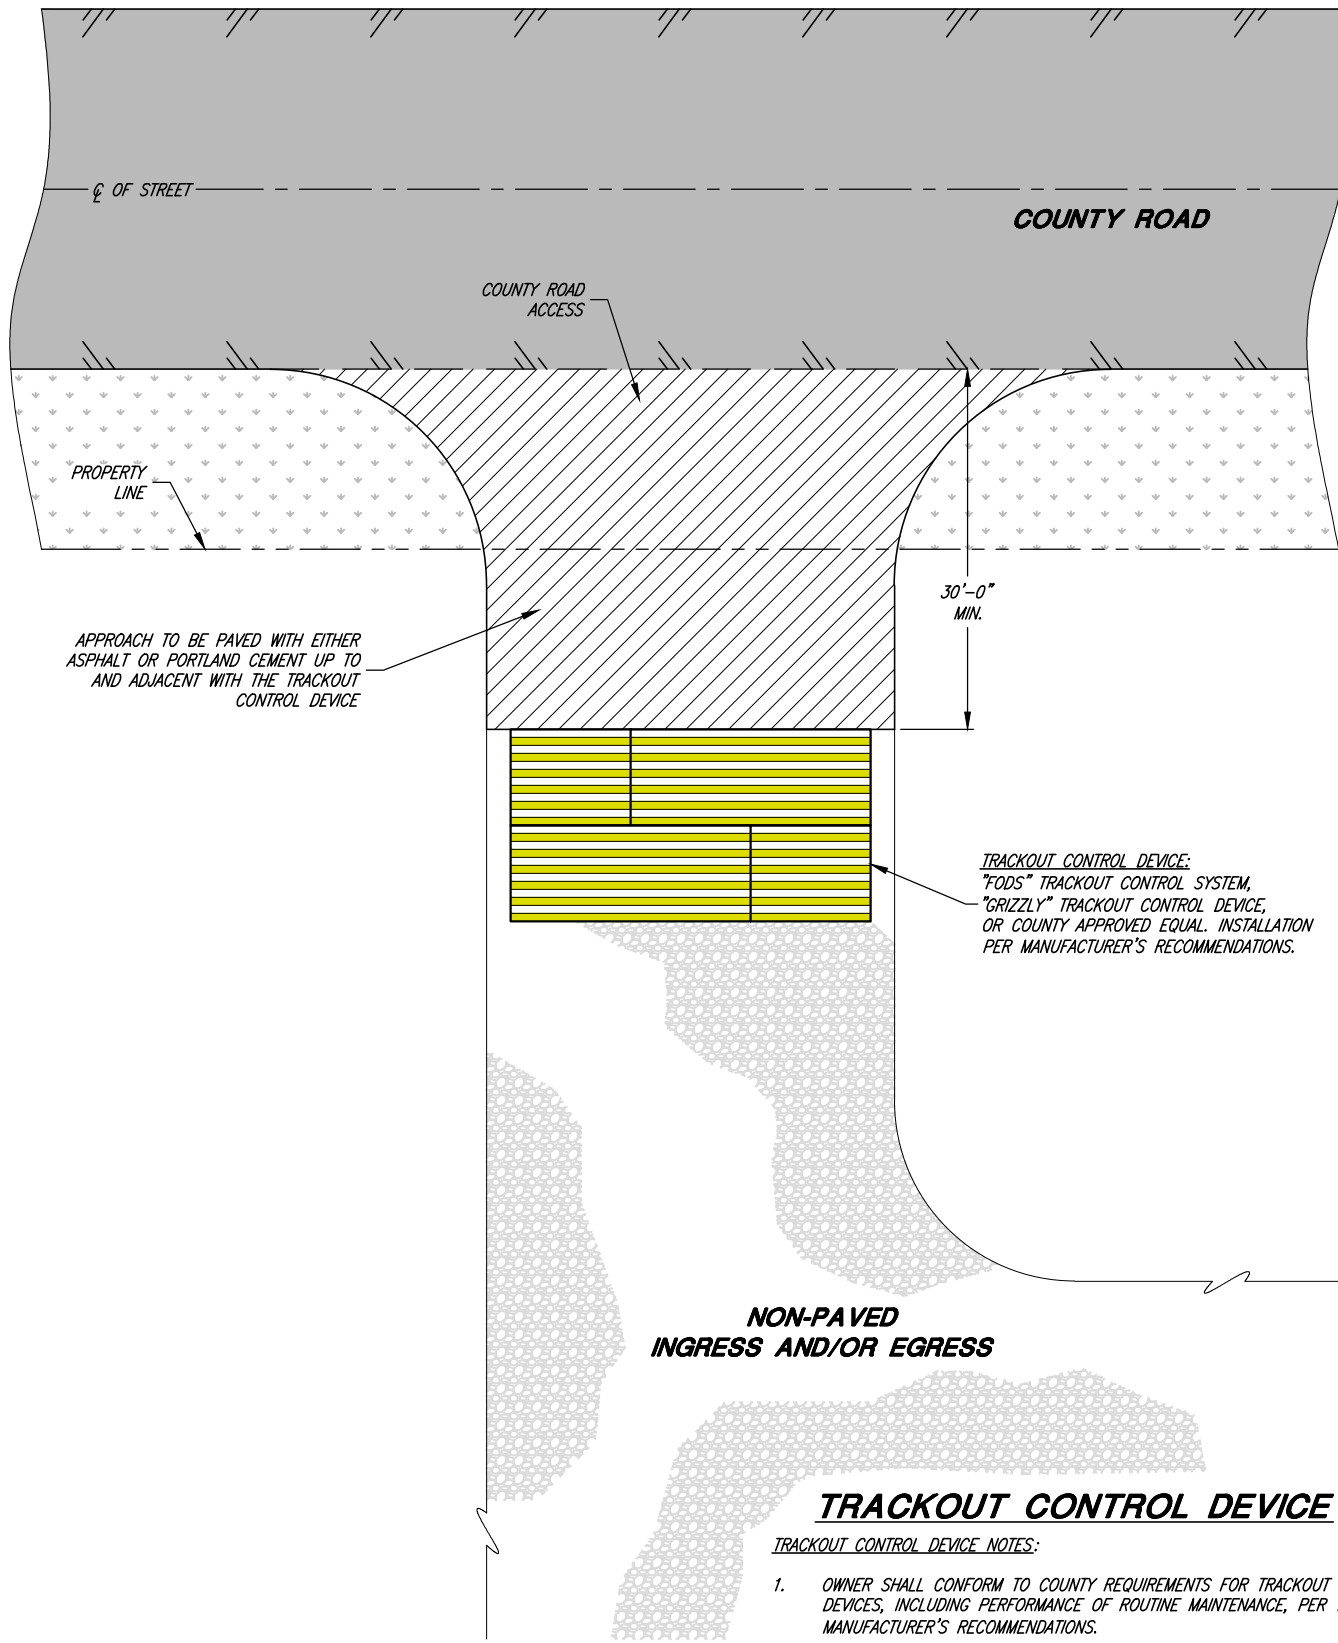 ℄ OF STREET
COUNTY ROAD
COUNTY ROAD
ACCESS
PROPERTY
LINE
30'-0"
MIN.
APPROACH TO BE PAVED WITH EITHER
ASPHALT OR PORTLAND CEMENT UP TO
AND ADJACENT WITH THE TRACKOUT
CONTROL DEVICE
TRACKOUT CONTROL DEVICE:
"FODS" TRACKOUT CONTROL SYSTEM,
"GRIZZLY" TRACKOUT CONTROL DEVICE,
OR COUNTY APPROVED EQUAL. INSTALLATION
PER MANUFACTURER'S RECOMMENDATIONS.
NON-PAVED
INGRESS AND/OR EGRESS
TRACKOUT CONTROL DEVICE
TRACKOUT CONTROL DEVICE NOTES:
1. OWNER SHALL CONFORM TO COUNTY REQUIREMENTS FOR TRACKOUT
DEVICES, INCLUDING PERFORMANCE OF ROUTINE MAINTENANCE, PER
MANUFACTURER'S RECOMMENDATIONS.